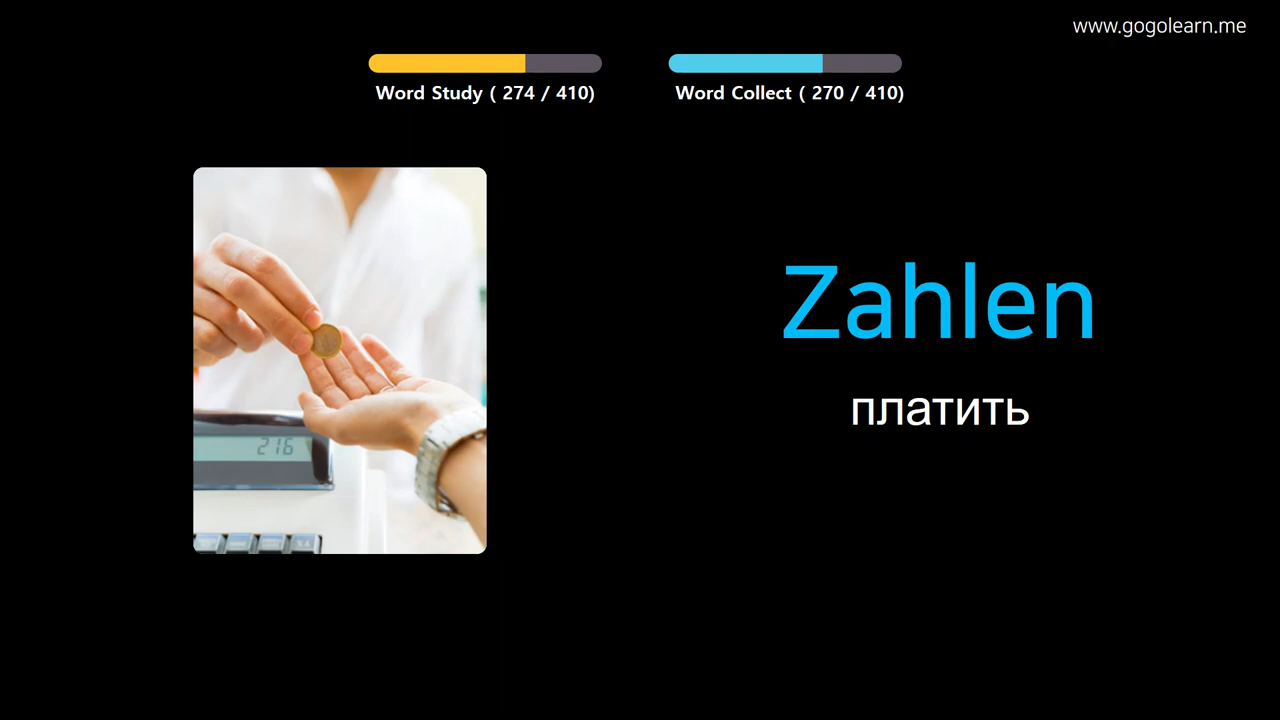 www.gogolearn.me
Word Study ( 274 / 410)
Word Collect ( 270 / 410)
Zahlen
платить
216